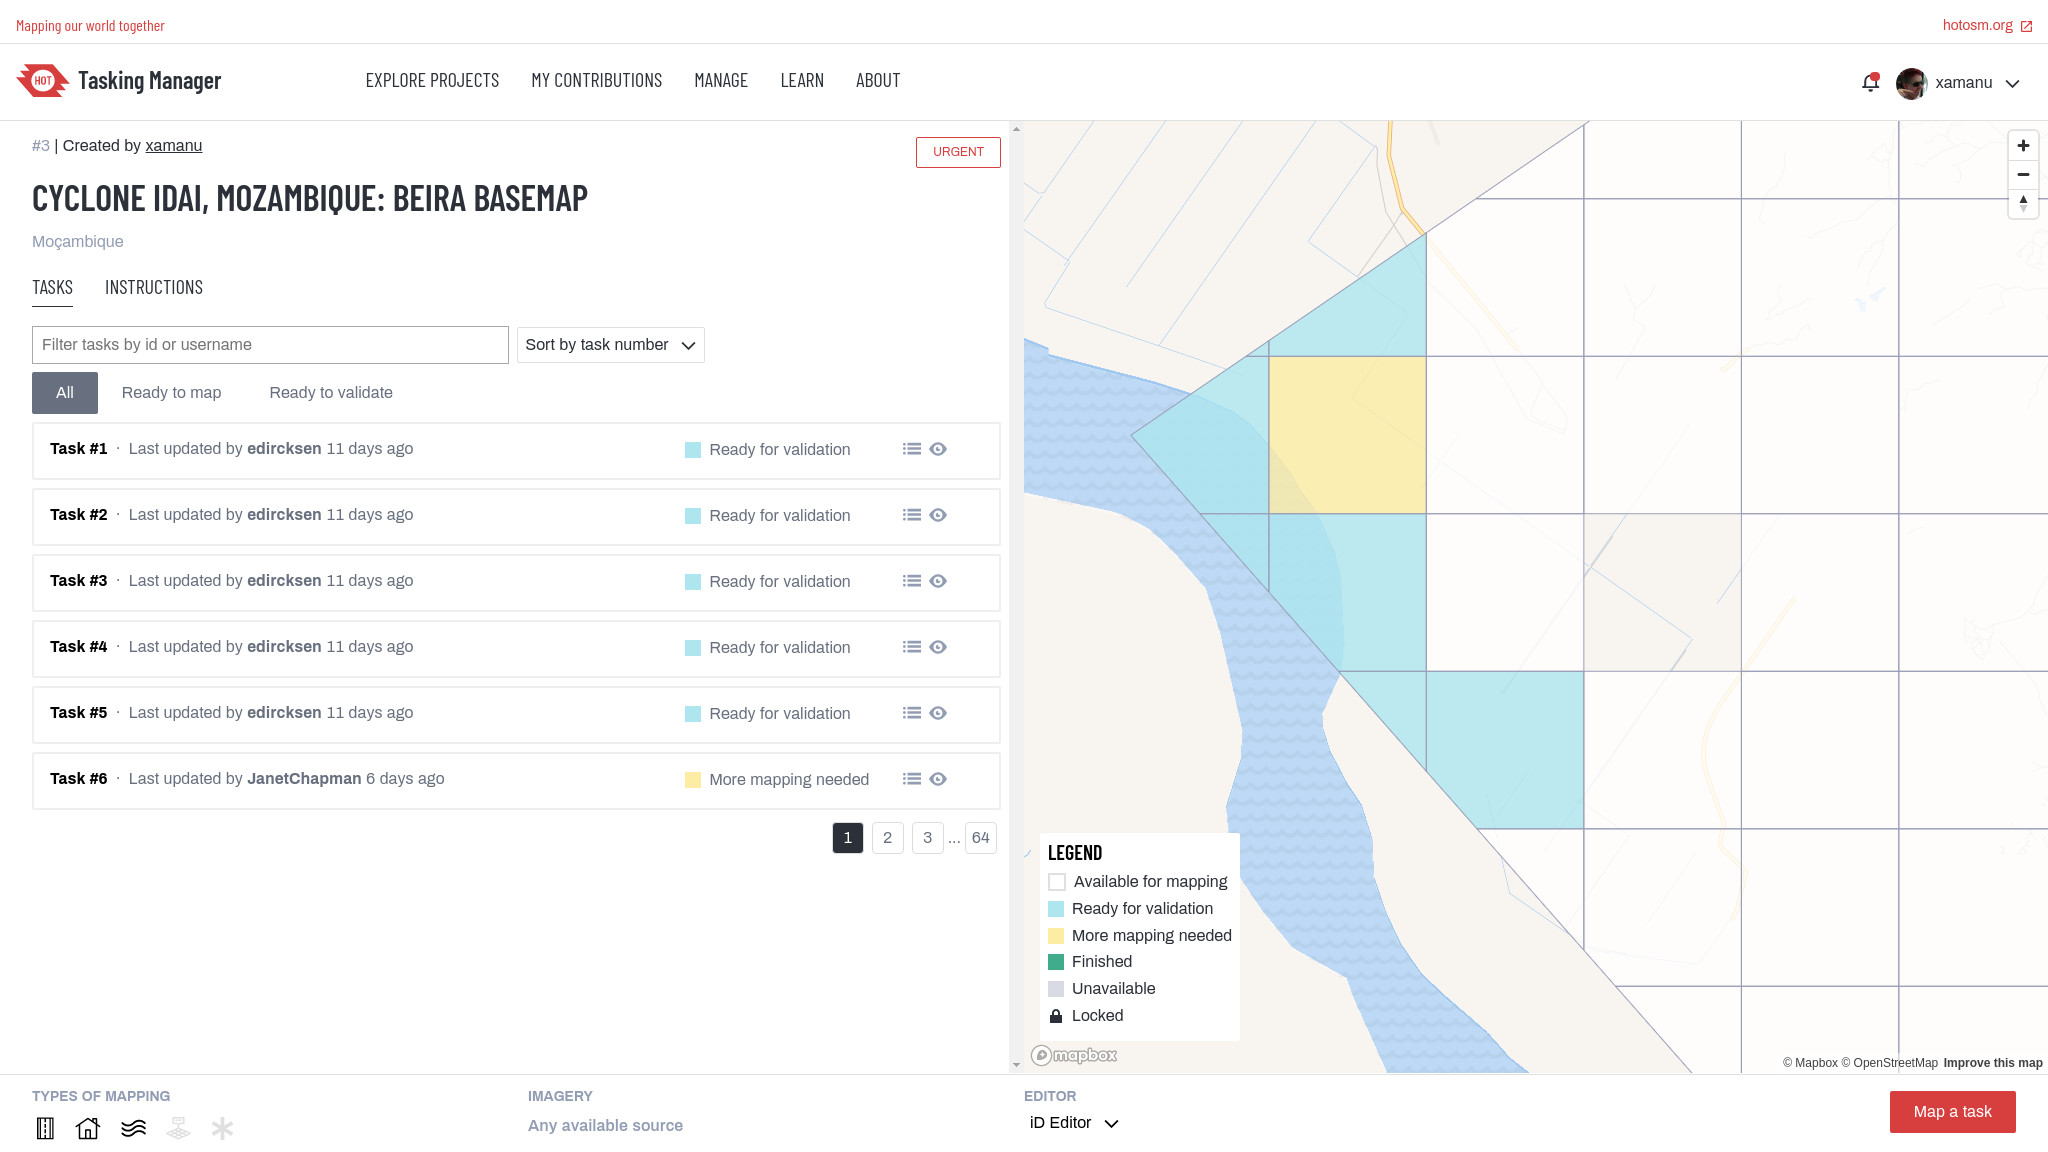 Mapping our world together
hotosm.org
HOT Tasking Manager
EXPLORE PROJECTS MY CONTRIBUTIONS MANAGE LEARN ABOUT
xamanu
#3 | Created by xamanu
URGENT
CYCLONE IDAI, MOZAMBIQUE: BEIRA BASEMAP
Moçambique
TASKS INSTRUCTIONS
Filter tasks by id or username
Sort by task number
All Ready to map Ready to validate
Task #1 · Last updated by edircksen 11 days ago Ready for validation
Task #2 · Last updated by edircksen 11 days ago Ready for validation
Task #3 · Last updated by edircksen 11 days ago Ready for validation
Task #4 · Last updated by edircksen 11 days ago Ready for validation
Task #5 · Last updated by edircksen 11 days ago Ready for validation
Task #6 · Last updated by JanetChapman 6 days ago More mapping needed
1 2 3 ... 64
LEGEND
Available for mapping
Ready for validation
More mapping needed
Finished
Unavailable
Locked
mapbox
© Mapbox © OpenStreetMap Improve this map
TYPES OF MAPPING
IMAGERY
Any available source
EDITOR
iD Editor
Map a task